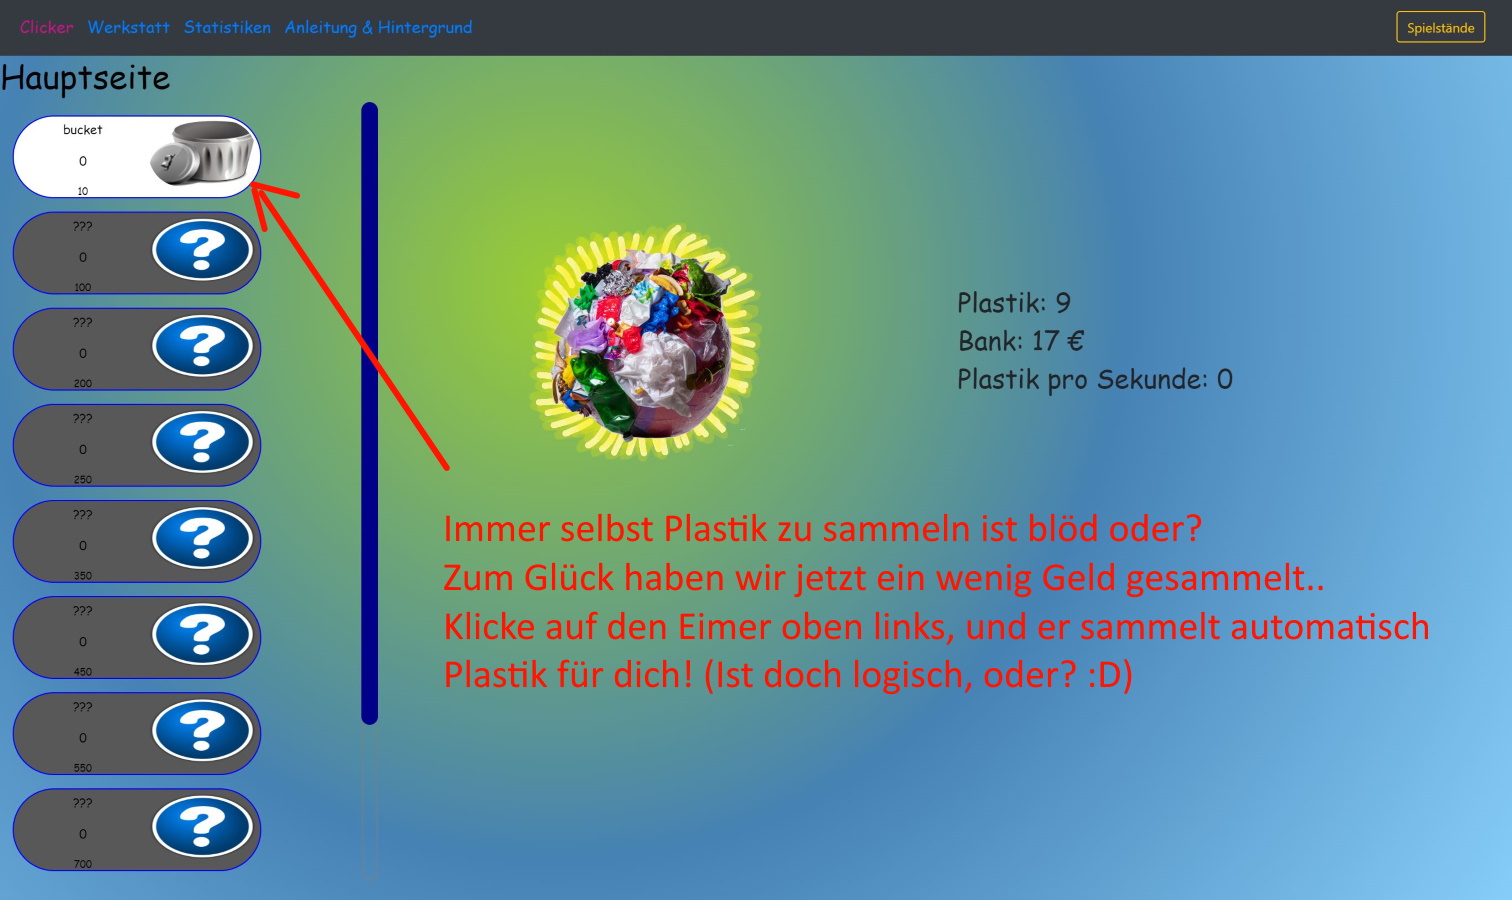 Clicker Werkstatt Statistiken Anleitung & Hintergrund Spielstände
Hauptseite
bucket
0
10
???
0
100
???
0
200
???
0
250
???
0
350
???
0
450
???
0
550
???
0
700
Plastik: 9
Bank: 17 €
Plastik pro Sekunde: 0
Immer selbst Plastik zu sammeln ist blöd oder?
Zum Glück haben wir jetzt ein wenig Geld gesammelt..
Klicke auf den Eimer oben links, und er sammelt automatisch
Plastik für dich! (Ist doch logisch, oder? :D)